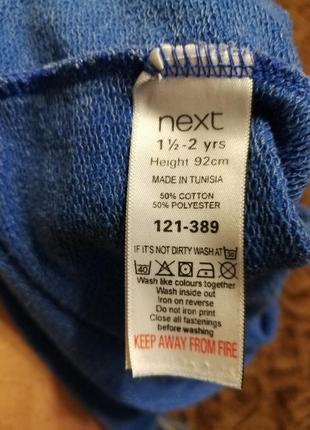 next
1½-2 yrs
Height 92cm
MADE IN TUNISIA
50% COTTON
50% POLYESTER
121-389
IF IT'S NOT DIRTY WASH AT 30
40
Wash like colours together
Wash inside out
Iron on reverse
Do not iron print
Close all fastenings
before washing
KEEP AWAY FROM FIRE